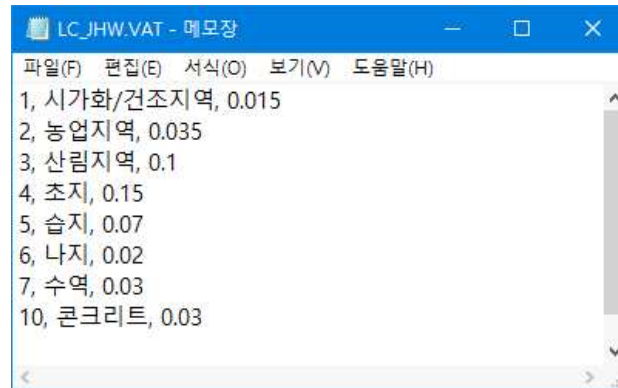 LC_JHW.VAT - 메모장
파일(F) 편집(E) 서식(O) 보기(V) 도움말(H)
1, 시가화/건조지역, 0.015
2, 농업지역, 0.035
3, 산림지역, 0.1
4, 초지, 0.15
5, 습지, 0.07
6, 나지, 0.02
7, 수역, 0.03
10, 콘크리트, 0.03